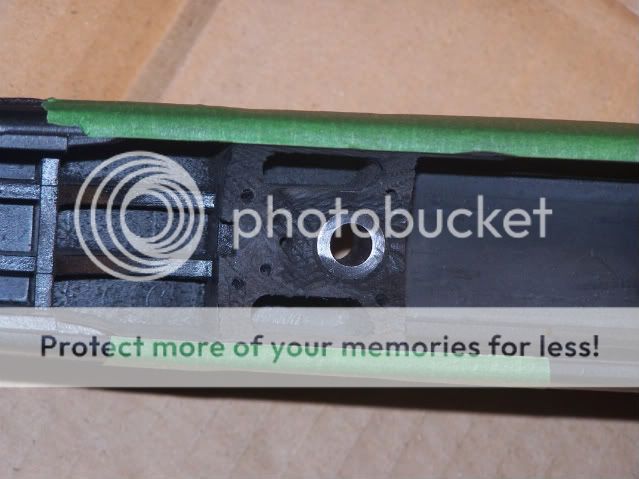 photobucket
Protect more of your memories for less!